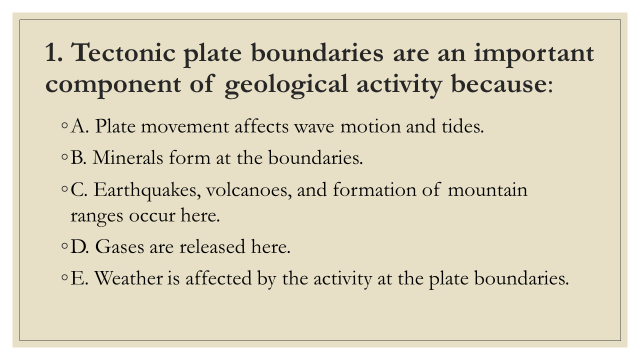 1. Tectonic plate boundaries are an important
component of geological activity because:
◦A. Plate movement affects wave motion and tides.
◦B. Minerals form at the boundaries.
◦C. Earthquakes, volcanoes, and formation of mountain
ranges occur here.
◦D. Gases are released here.
◦E. Weather is affected by the activity at the plate boundaries.